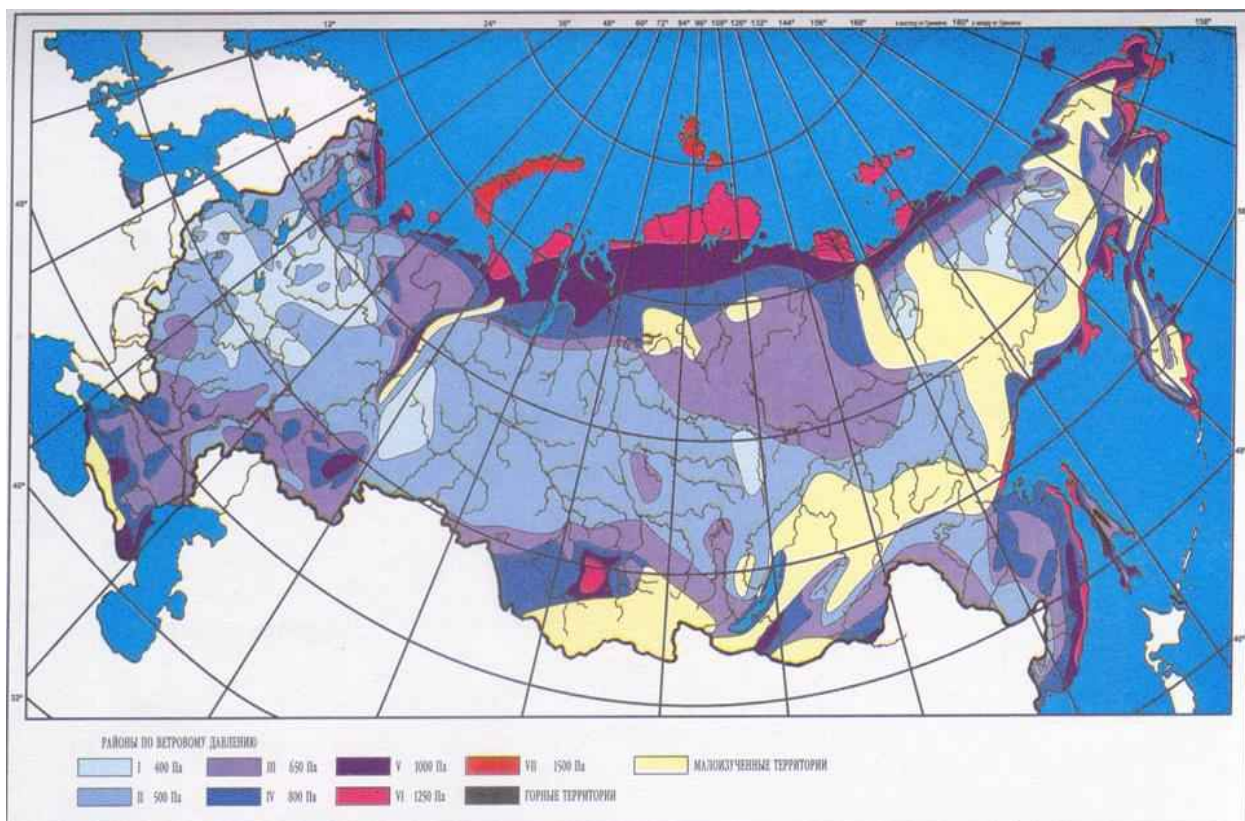 12° 24° 36° 48° 60° 72° 84° 96° 108° 120° 132° 144° 156° 168° 180° 
48°
40°
40°
32°
РАЙОНЫ ПО ВЕТРОВОМУ ДАВЛЕНИЮ
I 400 Па III 650 Па V 1000 Па VII 1500 Па МАЛОИЗУЧЕННЫЕ ТЕРРИТОРИИ
II 500 Па IV 800 Па VI 1250 Па ГОРНЫЕ ТЕРРИТОРИИ